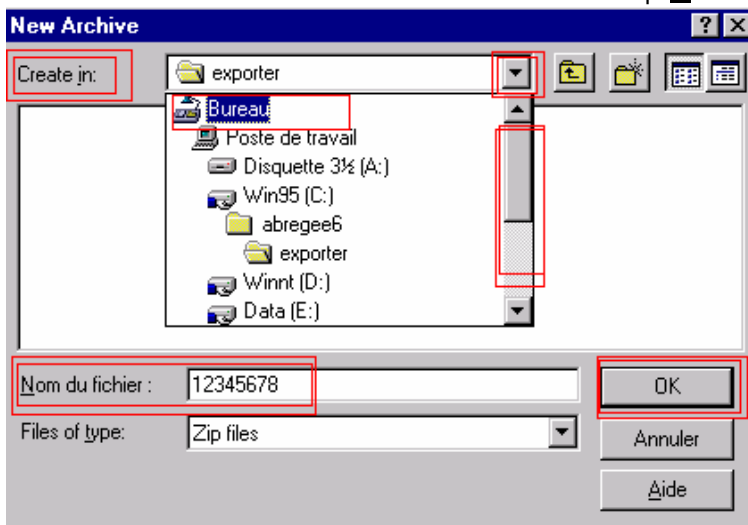 New Archive
Create in: exporter
Bureau
Poste de travail
Disquette 3½ (A:)
Win95 (C:)
abregee6
exporter
Winnt (D:)
Data (E:)
Nom du fichier : 12345678 OK
Files of type: Zip files Annuler
Aide